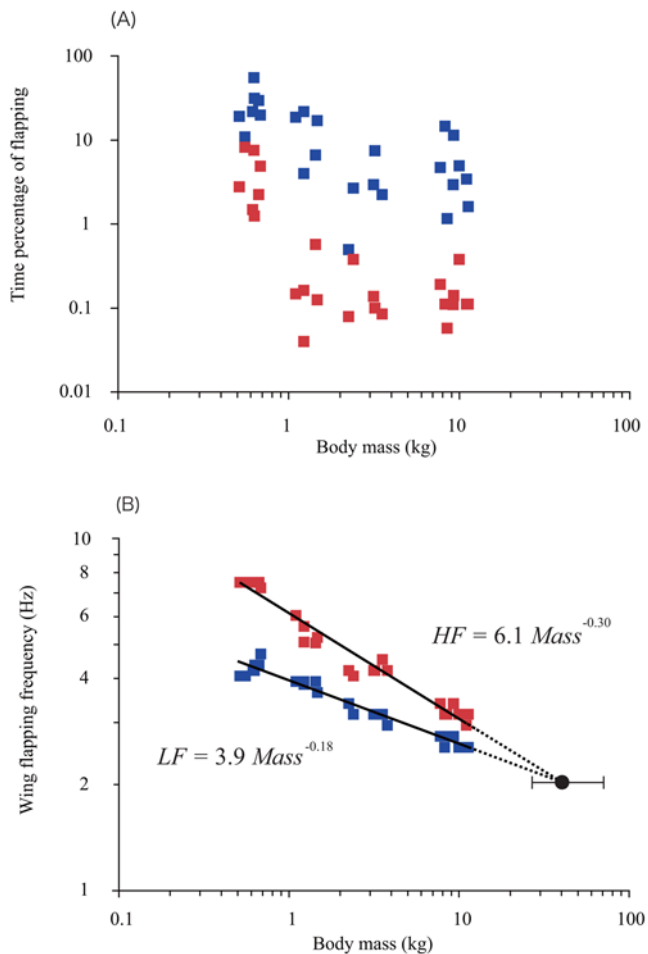 (A)
Time percentage of flapping
100
10
1
0.1
0.01
0.1
1
10
100
Body mass (kg)
(B)
Wing flapping frequency (Hz)
10
8
6
4
2
1
HF = 6.1 Mass^-0.30
LF = 3.9 Mass^-0.18
0.1
1
10
100
Body mass (kg)